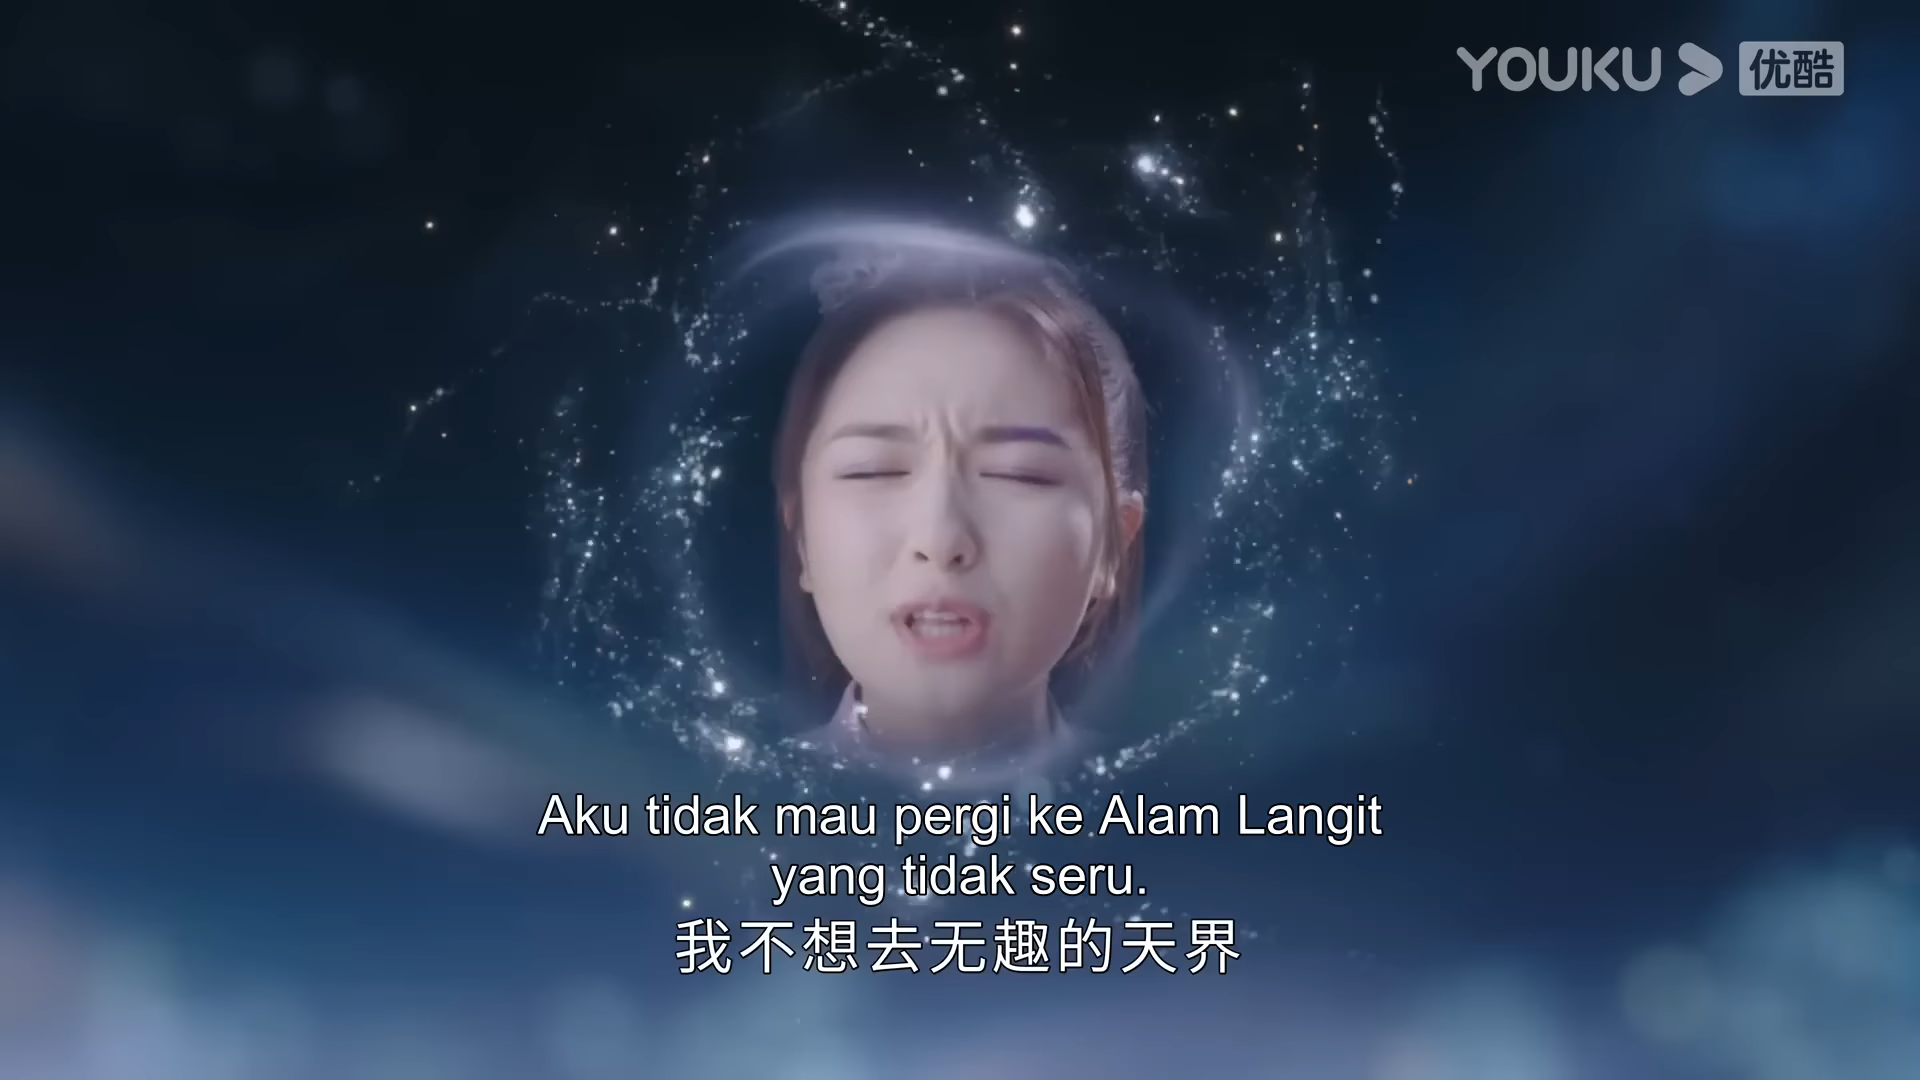 YOUKU 优酷
Aku tidak mau pergi ke Alam Langit
yang tidak seru.
我不想去无趣的天界